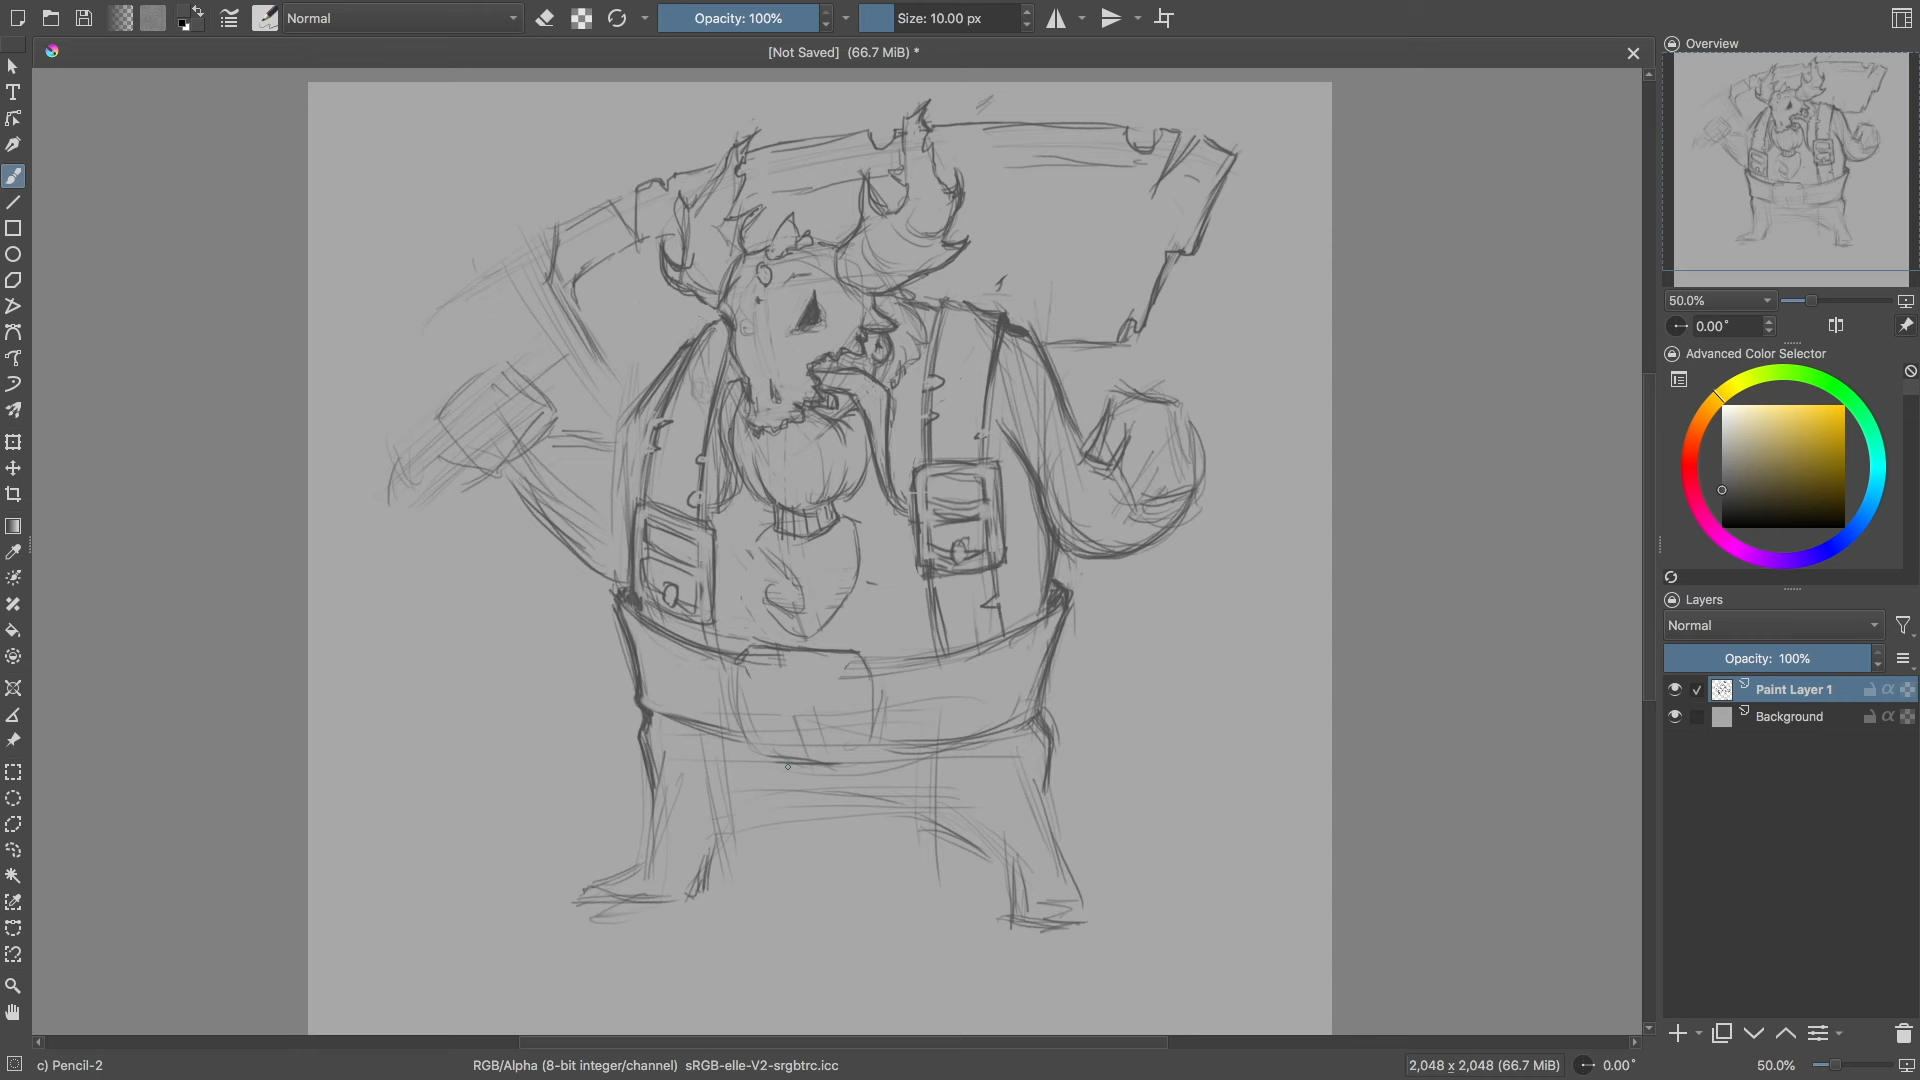 Normal
Opacity: 100%
Size: 10.00 px
[Not Saved] (66.7 MiB) *
Overview
50.0%
0.00°
Advanced Color Selector
Layers
Normal
Opacity: 100%
Paint Layer 1
Background
c) Pencil-2
RGB/Alpha (8-bit integer/channel) sRGB-elle-V2-srgbtrc.icc
2,048 x 2,048 (66.7 MiB)
0.00°
50.0%